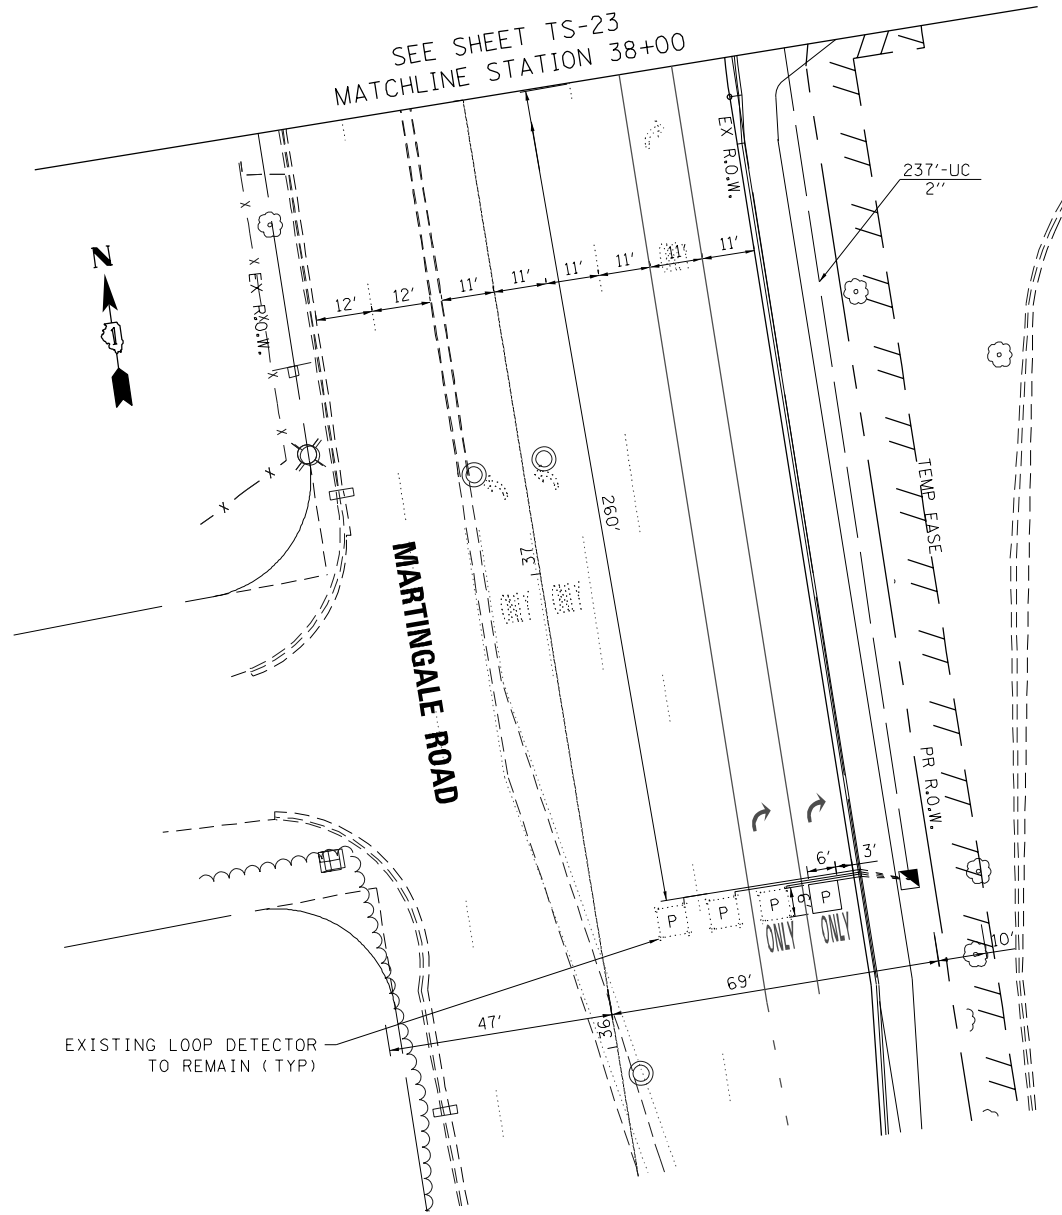 SEE SHEET TS-23
MATCHLINE STATION 38+00
EX R.O.W.
237'-UC
2''
N
EX R.O.W.
12'
12'
11'
11'
11'
11'
11'
11'
TEMP EASE
260'
37
MARTINGALE ROAD
PR R.O.W.
6'
3'
6'
P
P
P
P
ONLY
ONLY
10'
69'
47'
36
EXISTING LOOP DETECTOR
TO REMAIN (TYP)